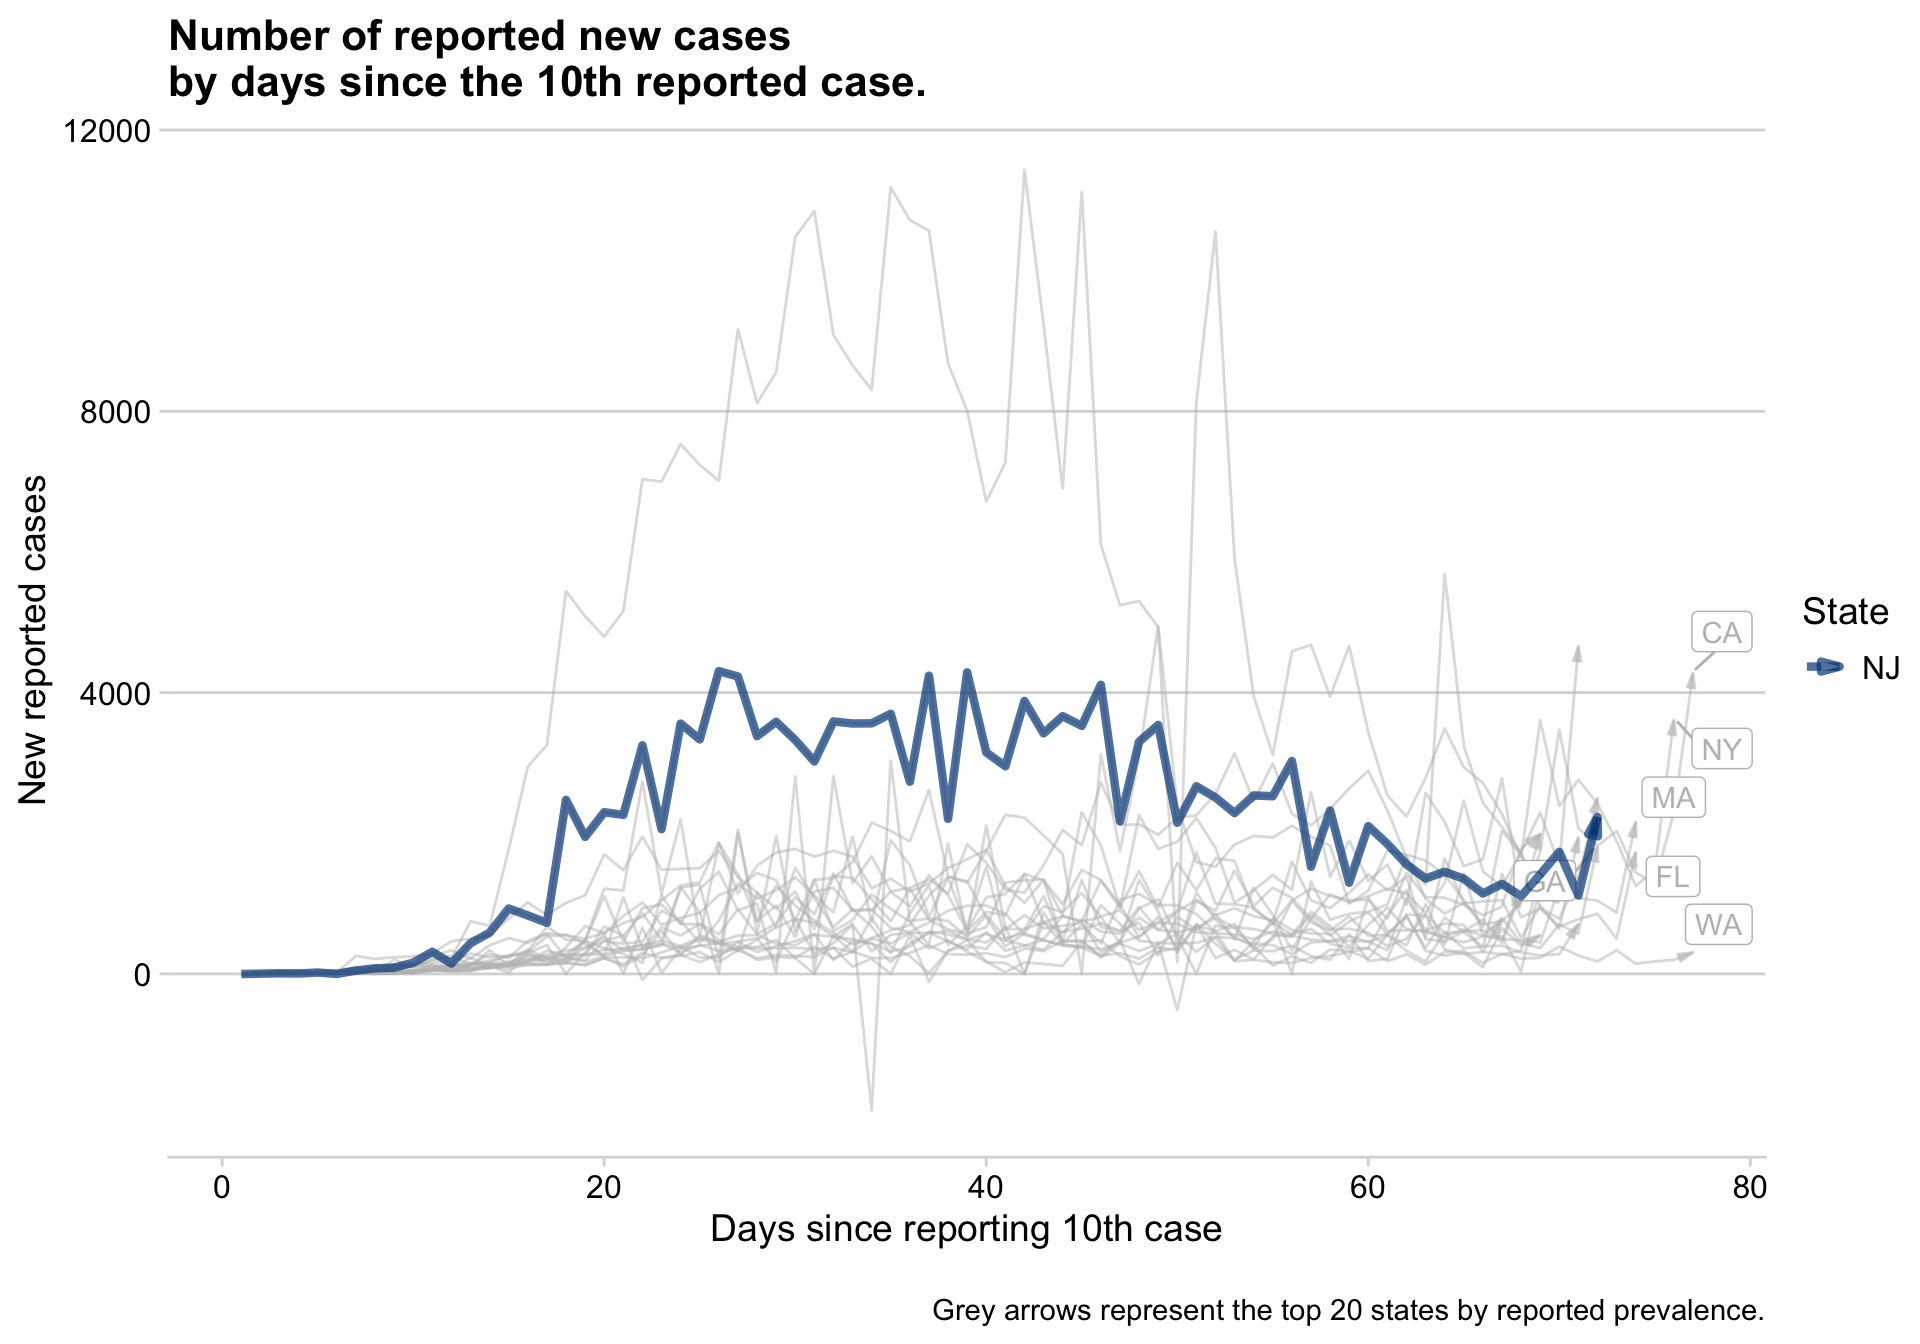 Number of reported new cases
by days since the 10th reported case.
12000
8000
4000
0
New reported cases
CA
NY
MA
GA
FL
WA
State
NJ
0
20
40
60
80
Days since reporting 10th case
Grey arrows represent the top 20 states by reported prevalence.